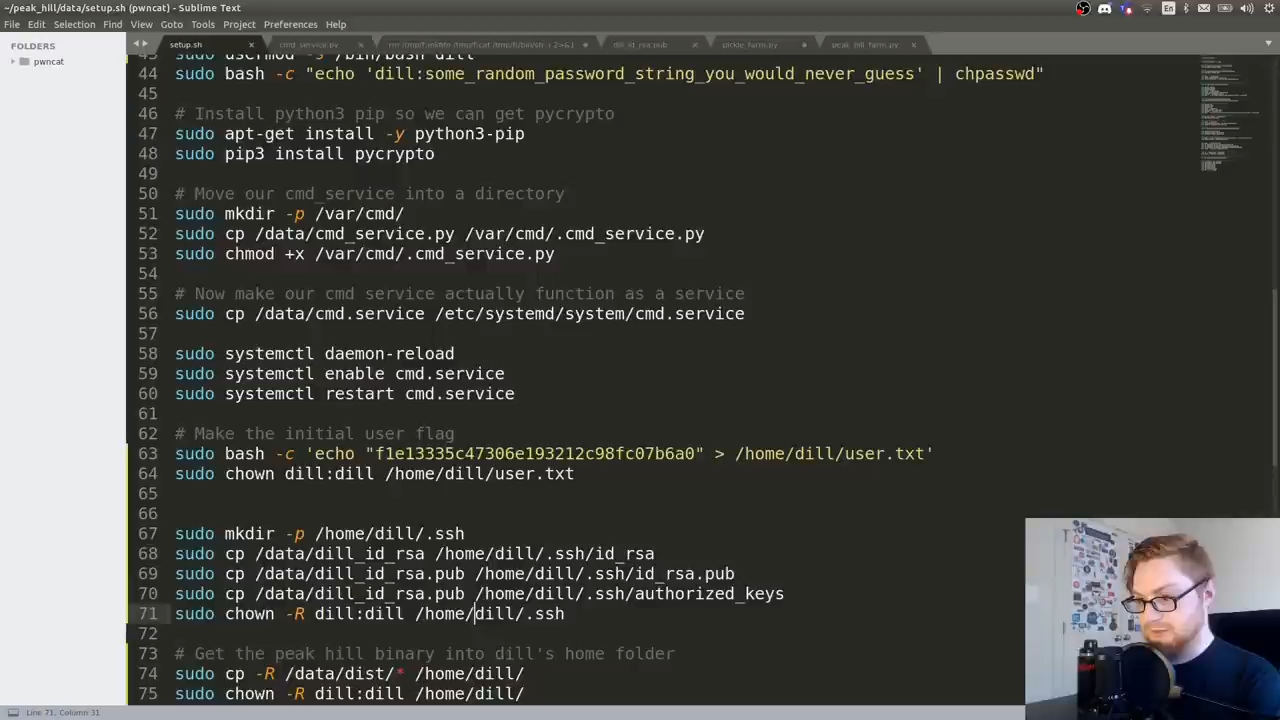 ~/peak_hill/data/setup.sh (pwncat) - Sublime Text
File Edit Selection Find View Goto Tools Project Preferences Help
En
FOLDERS
pwncat
setup.sh
cmd_service.py
dill_id_rsa.pub
pickle_farm.py
peak_hill_farm.py
43 sudo usermod -s /bin/bash dill
44 sudo bash -c "echo 'dill:some_random_password_string_you_would_never_guess' | chpasswd"
45
46 # Install python3 pip so we can get pycrypto
47 sudo apt-get install -y python3-pip
48 sudo pip3 install pycrypto
49
50 # Move our cmd_service into a directory
51 sudo mkdir -p /var/cmd/
52 sudo cp /data/cmd_service.py /var/cmd/.cmd_service.py
53 sudo chmod +x /var/cmd/.cmd_service.py
54
55 # Now make our cmd service actually function as a service
56 sudo cp /data/cmd.service /etc/systemd/system/cmd.service
57
58 sudo systemctl daemon-reload
59 sudo systemctl enable cmd.service
60 sudo systemctl restart cmd.service
61
62 # Make the initial user flag
63 sudo bash -c 'echo "f1e13335c47306e193212c98fc07b6a0" > /home/dill/user.txt'
64 sudo chown dill:dill /home/dill/user.txt
65
66
67 sudo mkdir -p /home/dill/.ssh
68 sudo cp /data/dill_id_rsa /home/dill/.ssh/id_rsa
69 sudo cp /data/dill_id_rsa.pub /home/dill/.ssh/id_rsa.pub
70 sudo cp /data/dill_id_rsa.pub /home/dill/.ssh/authorized_keys
71 sudo chown -R dill:dill /home/dill/.ssh
72
73 # Get the peak hill binary into dill's home folder
74 sudo cp -R /data/dist/* /home/dill/
75 sudo chown -R dill:dill /home/dill/
Line 71, Column 31